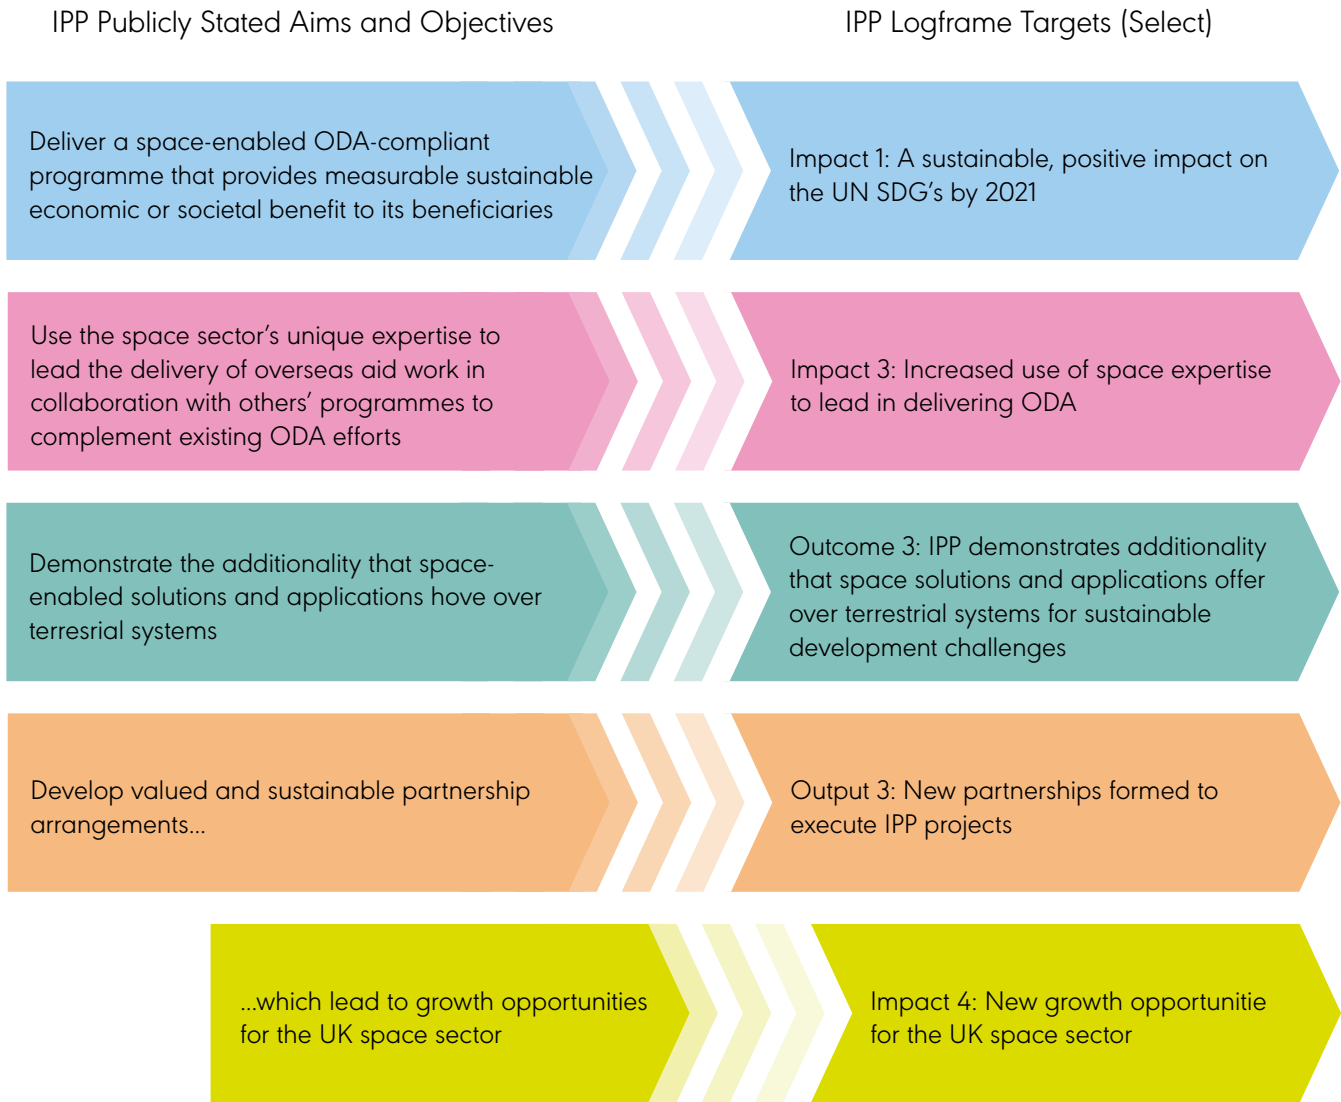 IPP Publicly Stated Aims and Objectives
IPP Logframe Targets (Select)
Deliver a space-enabled ODA-compliant
programme that provides measurable sustainable
economic or societal benefit to its beneficiaries
Impact 1: A sustainable, positive impact on
the UN SDG's by 2021
Use the space sector's unique expertise to
lead the delivery of overseas aid work in
collaboration with others' programmes to
complement existing ODA efforts
Impact 3: Increased use of space expertise
to lead in delivering ODA
Demonstrate the additionality that space-
enabled solutions and applications hove over
terresrial systems
Outcome 3: IPP demonstrates additionality
that space solutions and applications offer
over terrestrial systems for sustainable
development challenges
Develop valued and sustainable partnership
arrangements...
Output 3: New partnerships formed to
execute IPP projects
...which lead to growth opportunities
for the UK space sector
Impact 4: New growth opportunitie
for the UK space sector